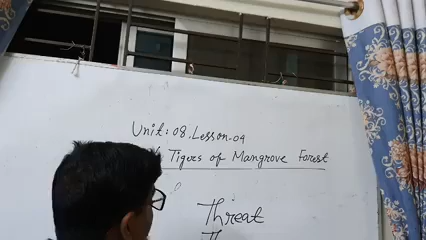 Unit: 08. Lesson-04
Tigers of Mangrove Forest
Threat